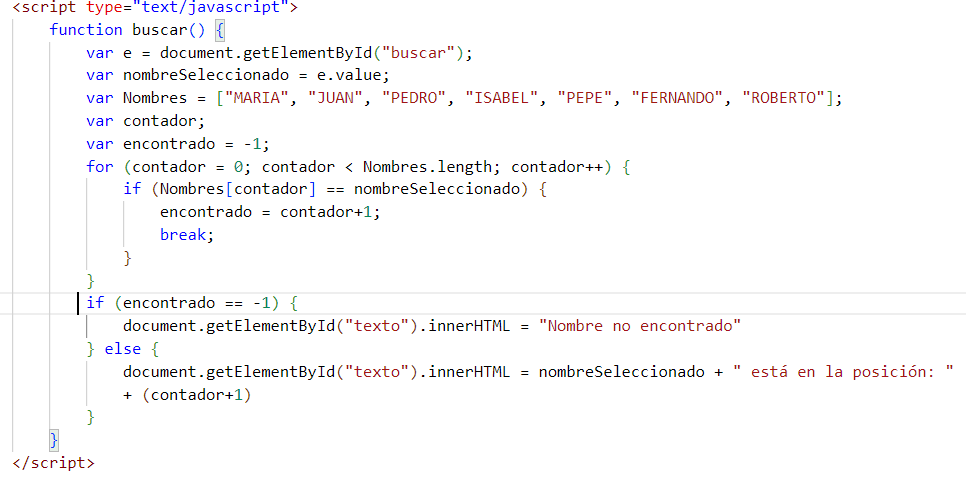 <script type="text/javascript">
    function buscar() {
        var e = document.getElementById("buscar");
        var nombreSeleccionado = e.value;
        var Nombres = ["MARIA", "JUAN", "PEDRO", "ISABEL", "PEPE", "FERNANDO", "ROBERTO"];
        var contador;
        var encontrado = -1;
        for (contador = 0; contador < Nombres.length; contador++) {
            if (Nombres[contador] == nombreSeleccionado) {
                encontrado = contador+1;
                break;
            }
        }
        if (encontrado == -1) {
            document.getElementById("texto").innerHTML = "Nombre no encontrado"
        } else {
            document.getElementById("texto").innerHTML = nombreSeleccionado + " está en la posición: "
            + (contador+1)
        }
    }
</script>